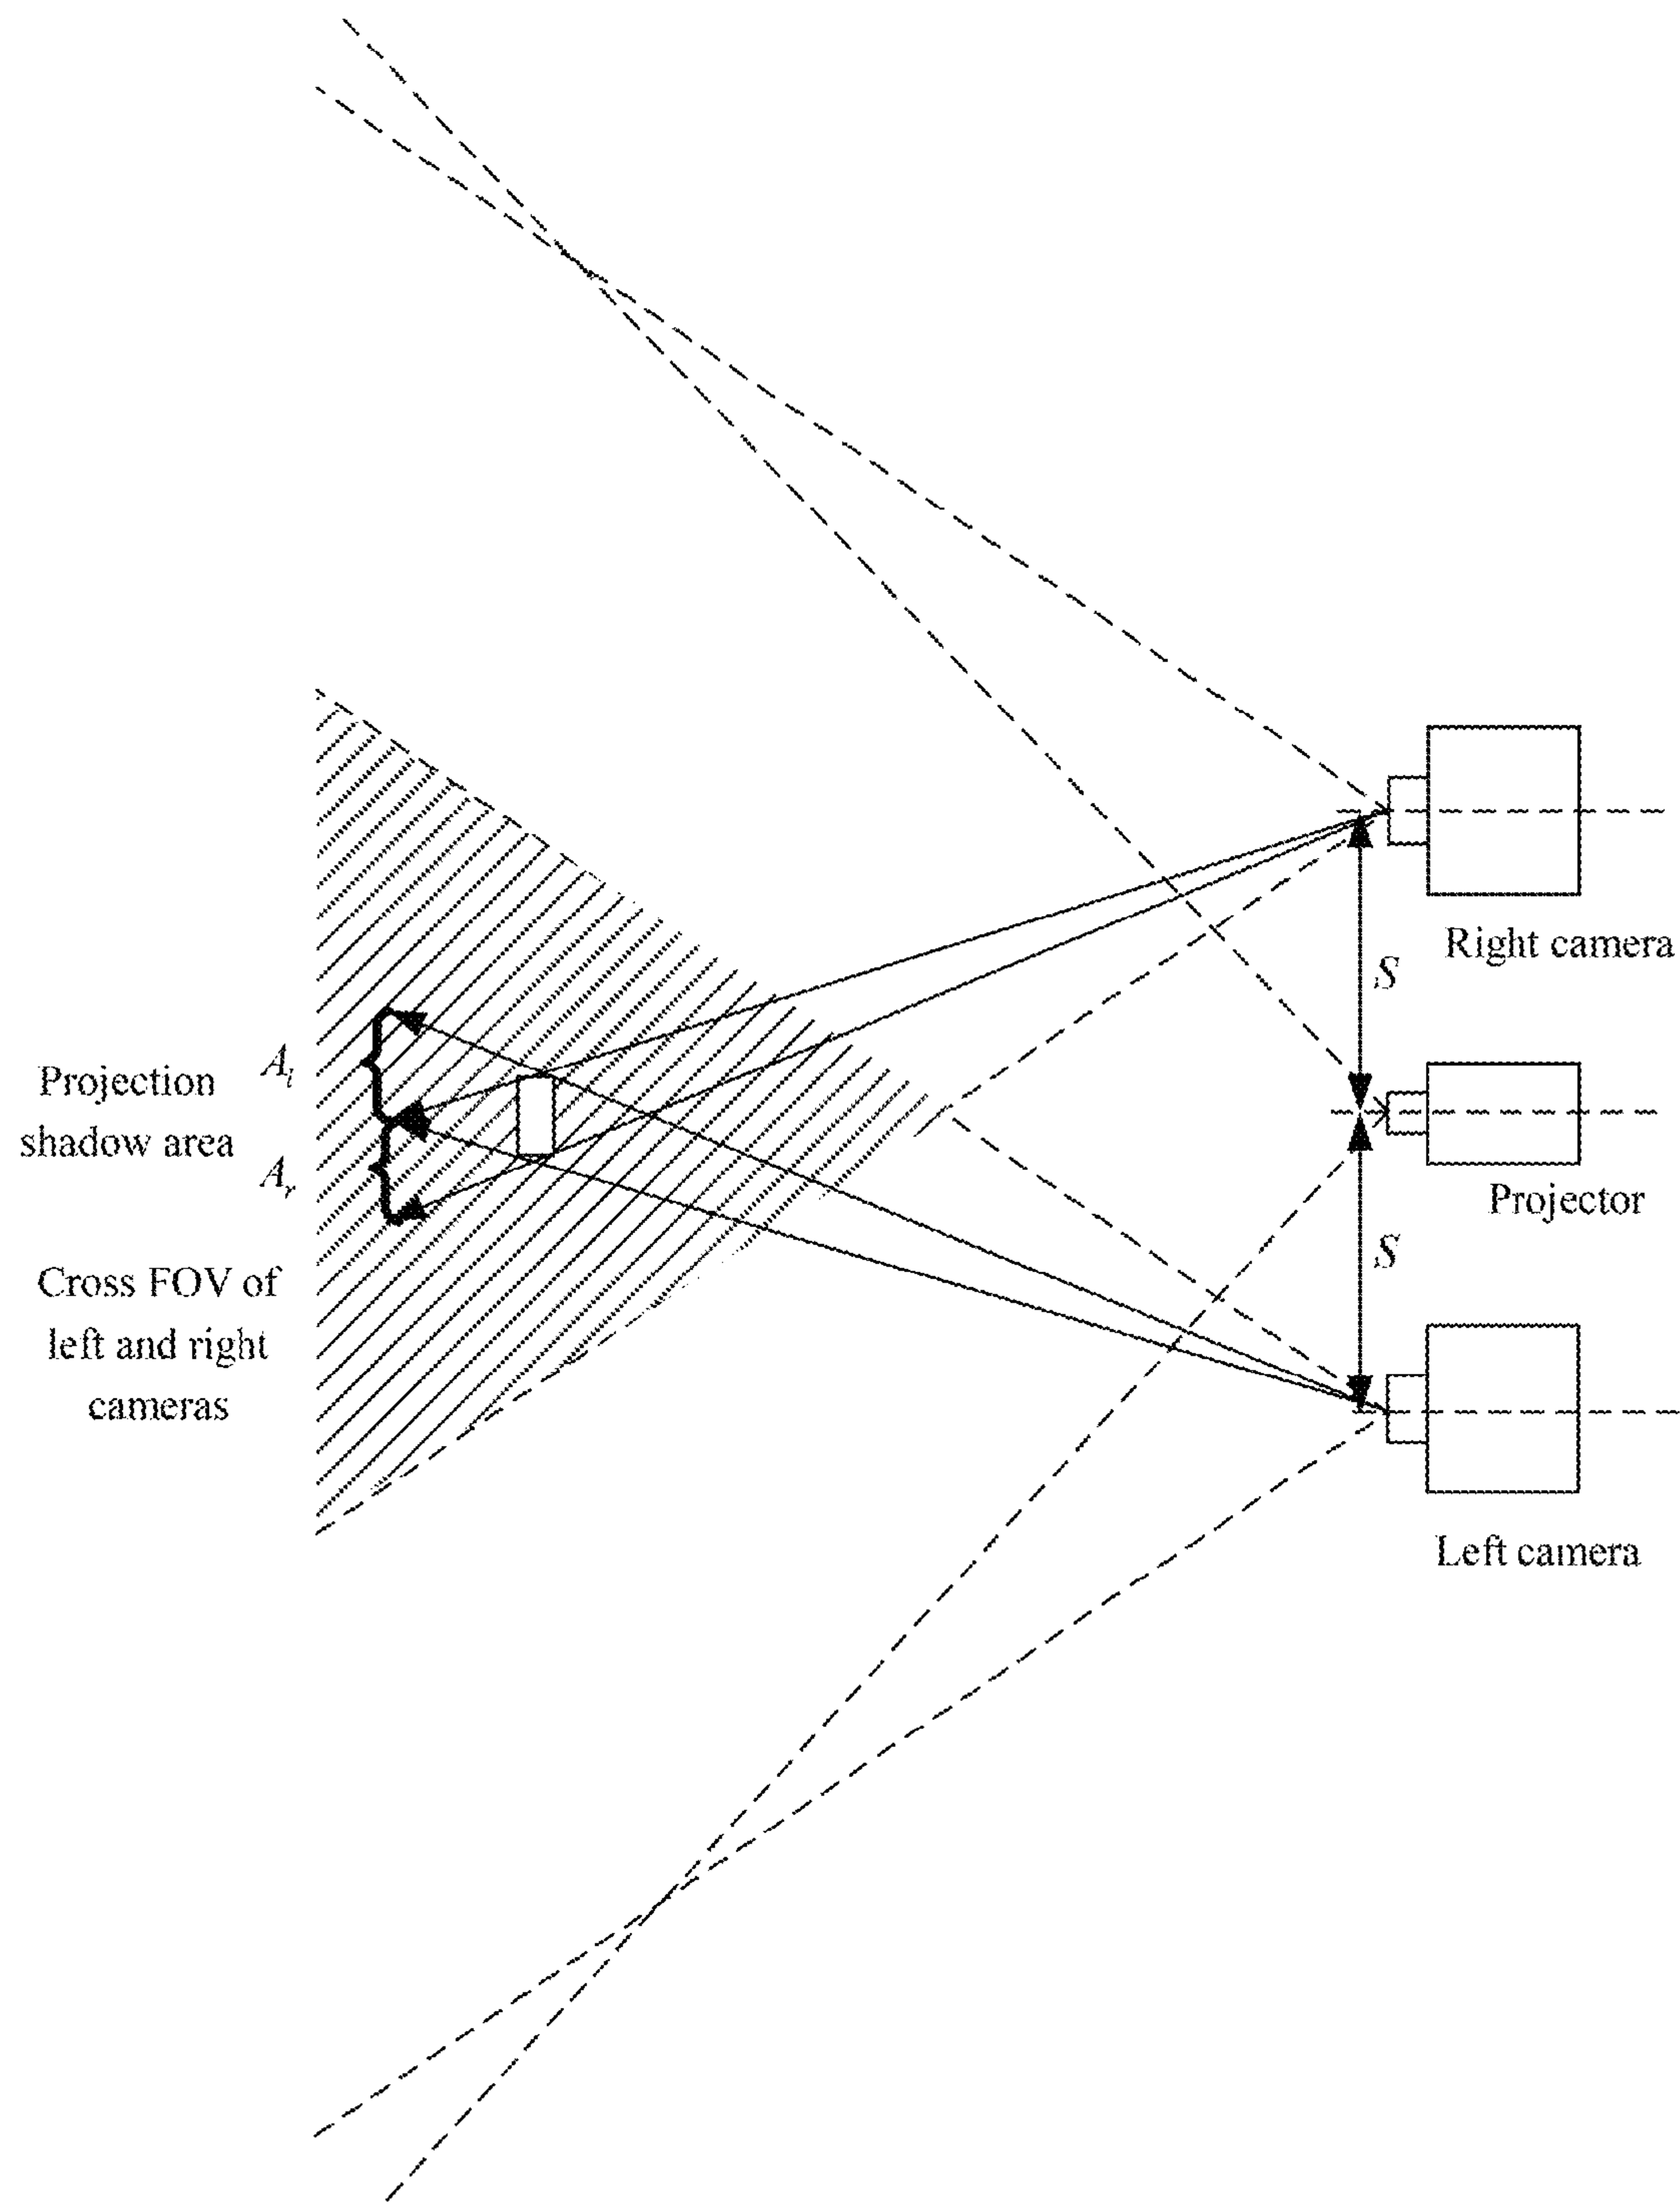 Right camera
S
Projection
shadow area
A_l
A_r
Projector
S
Cross FOV of
left and right
cameras
Left camera